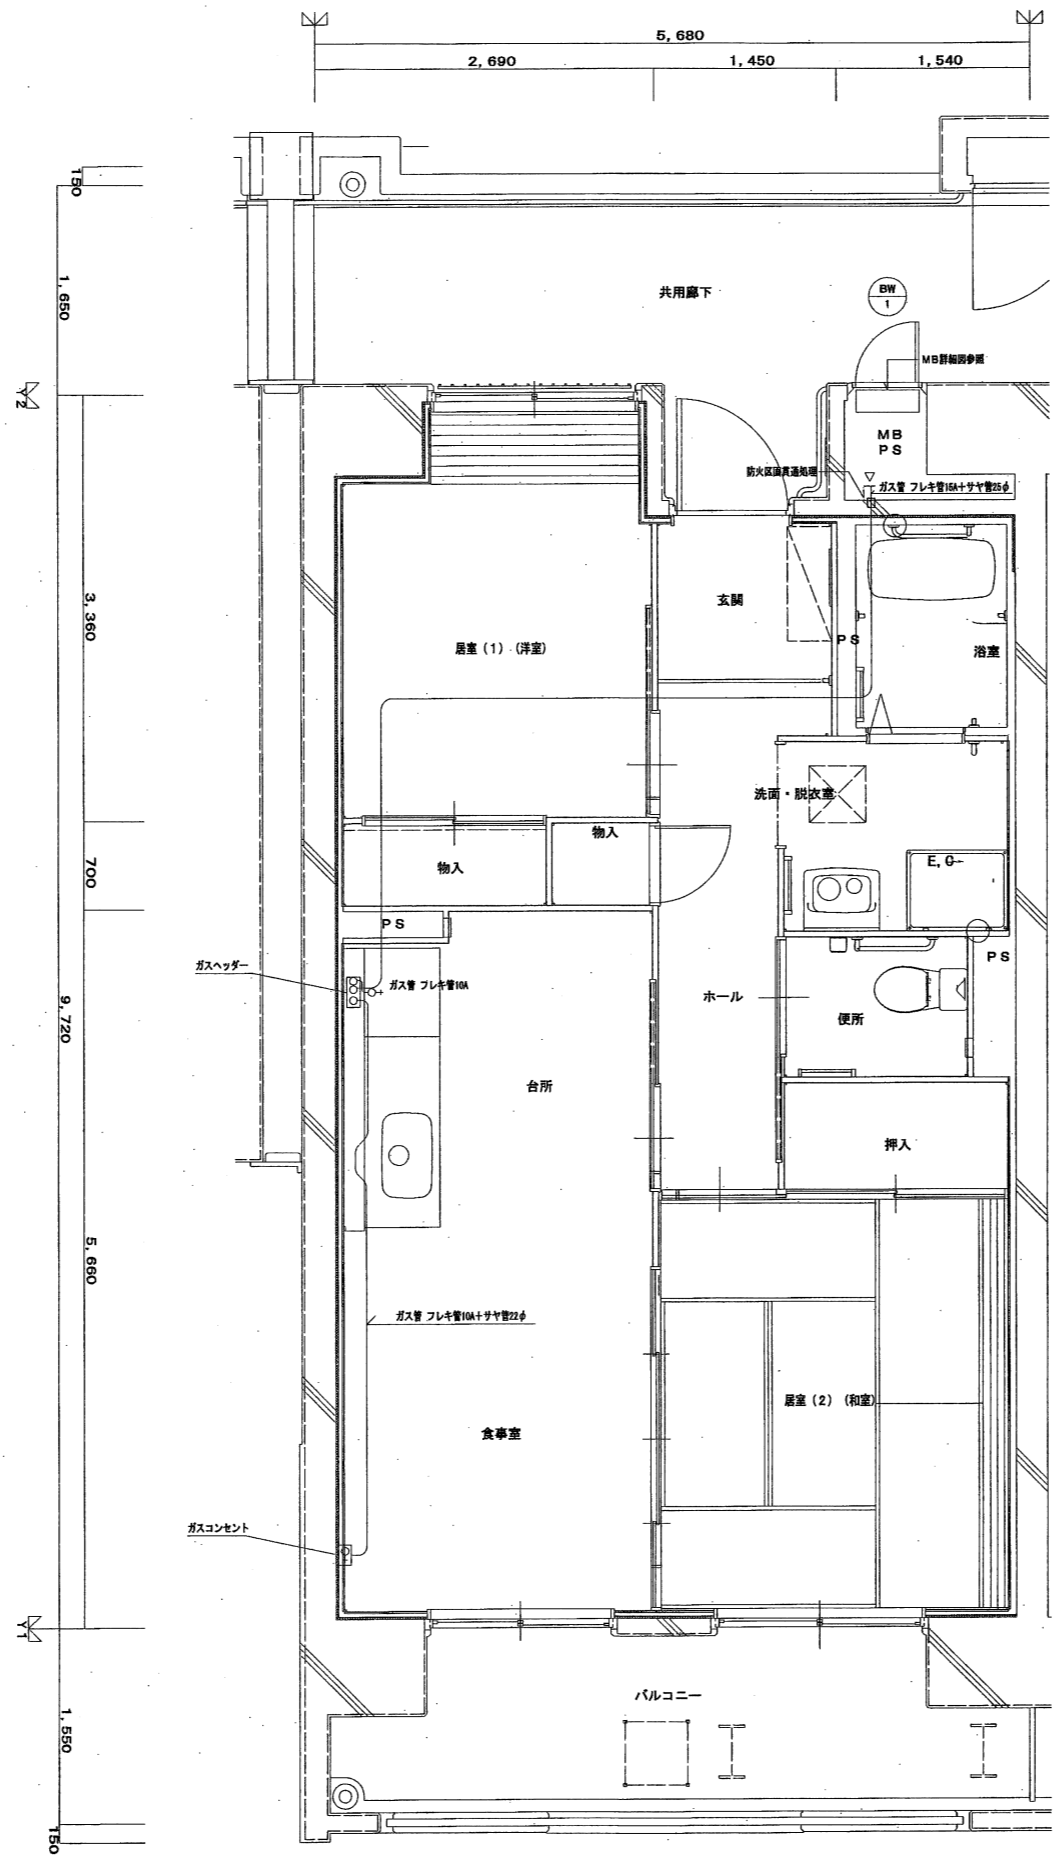 5,680
2,690
1,450
1,540
150
1,650
Y2
共用廊下
BW
1
MB詳細図参照
MB
PS
防火区画貫通処理
ガス管 フレキ管15A+サヤ管25φ
3,360
玄関
PS
浴室
居室(1)(洋室)
洗面・脱衣室
物入
物入
700
PS
ガスヘッダー
ガス管 フレキ管10A
PS
9,720
ホール
便所
台所
押入
5,660
ガス管 フレキ管10A+サヤ管22φ
居室(2)(和室)
食事室
ガスコンセント
Y1
バルコニー
1,550
150